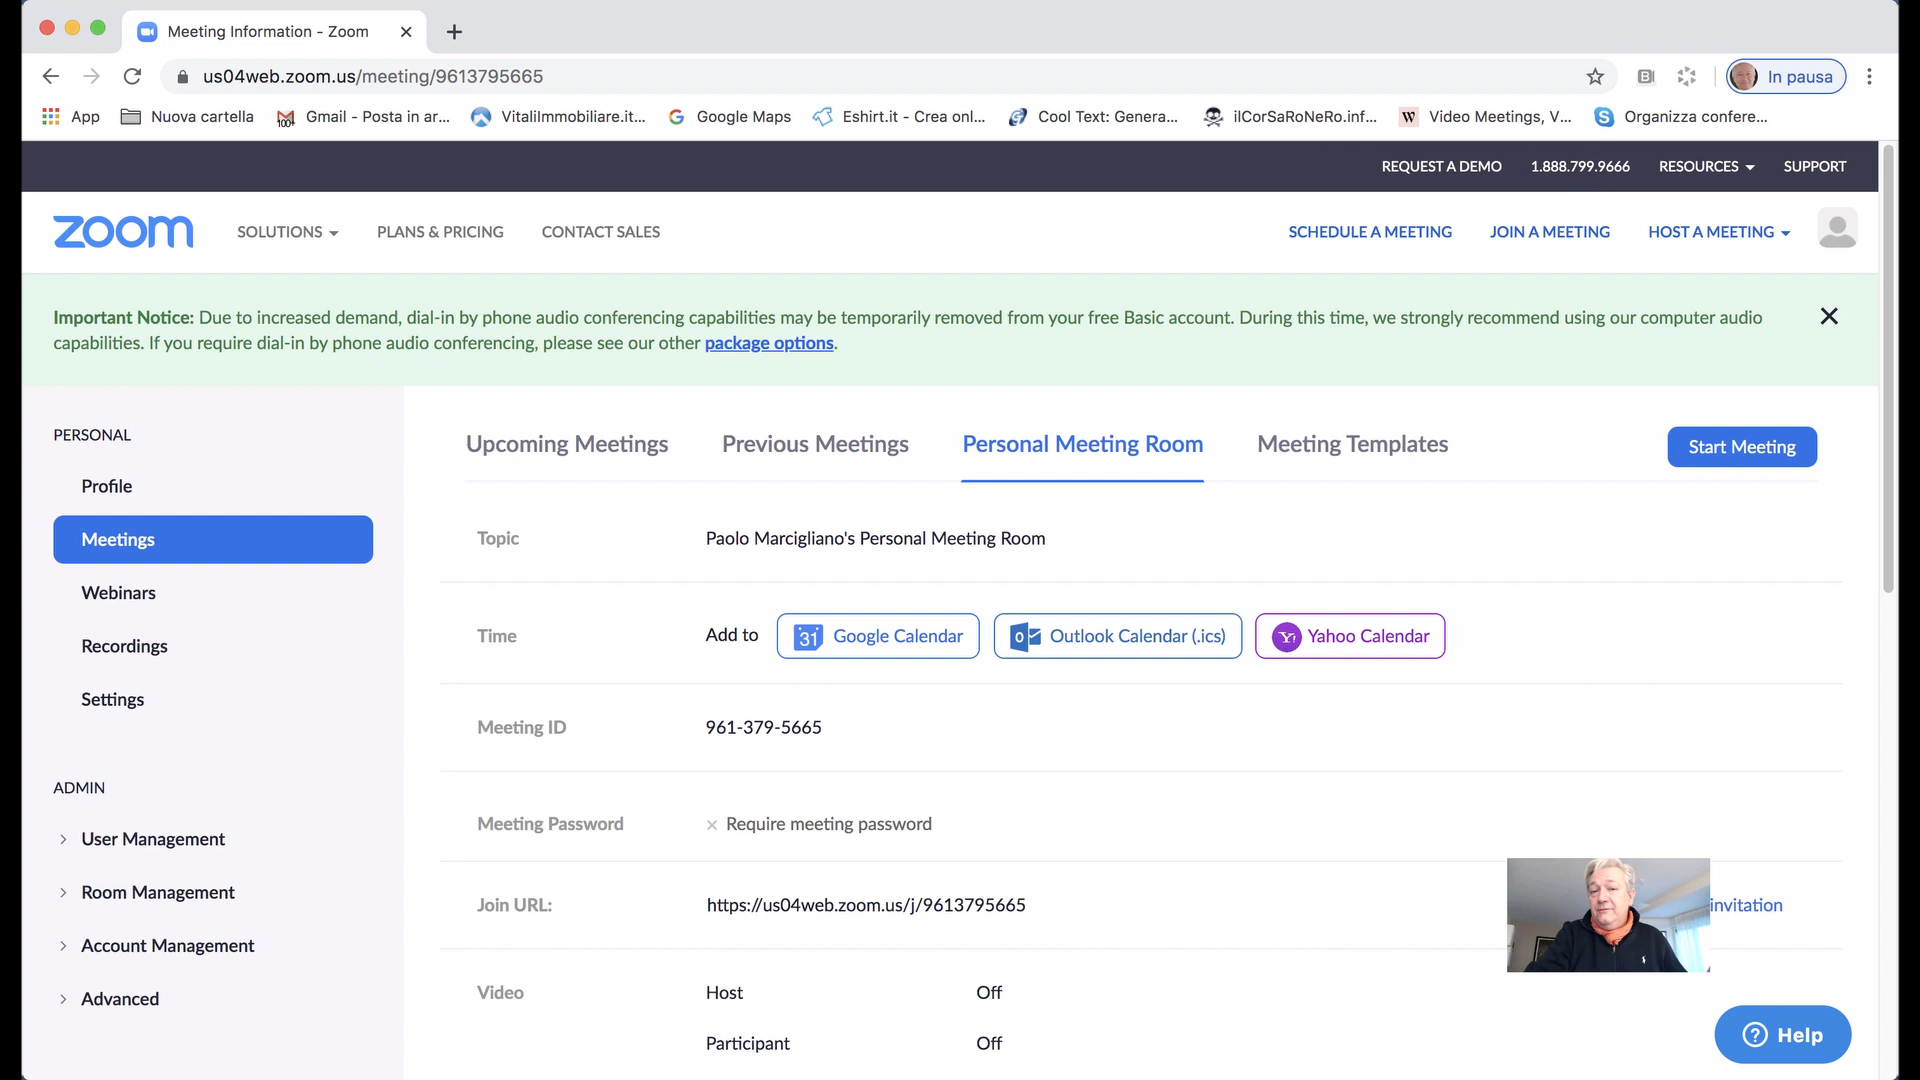 Meeting Information - Zoom
us04web.zoom.us/meeting/9613795665
In pausa
App
Nuova cartella
100+
Gmail - Posta in ar...
VitaliImmobiliare.it...
G
Google Maps
Eshirt.it - Crea onl...
Cool Text: Genera...
ilCorSaRoNeRo.inf...
W
Video Meetings, V...
S
Organizza confere...
REQUEST A DEMO
1.888.799.9666
RESOURCES
SUPPORT
zoom
SOLUTIONS
PLANS & PRICING
CONTACT SALES
SCHEDULE A MEETING
JOIN A MEETING
HOST A MEETING
Important Notice: Due to increased demand, dial-in by phone audio conferencing capabilities may be temporarily removed from your free Basic account. During this time, we strongly recommend using our computer audio
capabilities. If you require dial-in by phone audio conferencing, please see our other package options.
PERSONAL
Profile
Meetings
Webinars
Recordings
Settings
ADMIN
User Management
Room Management
Account Management
Advanced
Upcoming Meetings
Previous Meetings
Personal Meeting Room
Meeting Templates
Start Meeting
Topic
Paolo Marcigliano's Personal Meeting Room
Time
Add to
31
Google Calendar
Outlook Calendar (.ics)
Yahoo Calendar
Meeting ID
961-379-5665
Meeting Password
Require meeting password
Join URL:
https://us04web.zoom.us/j/9613795665
invitation
Video
Host
Off
Participant
Off
? Help